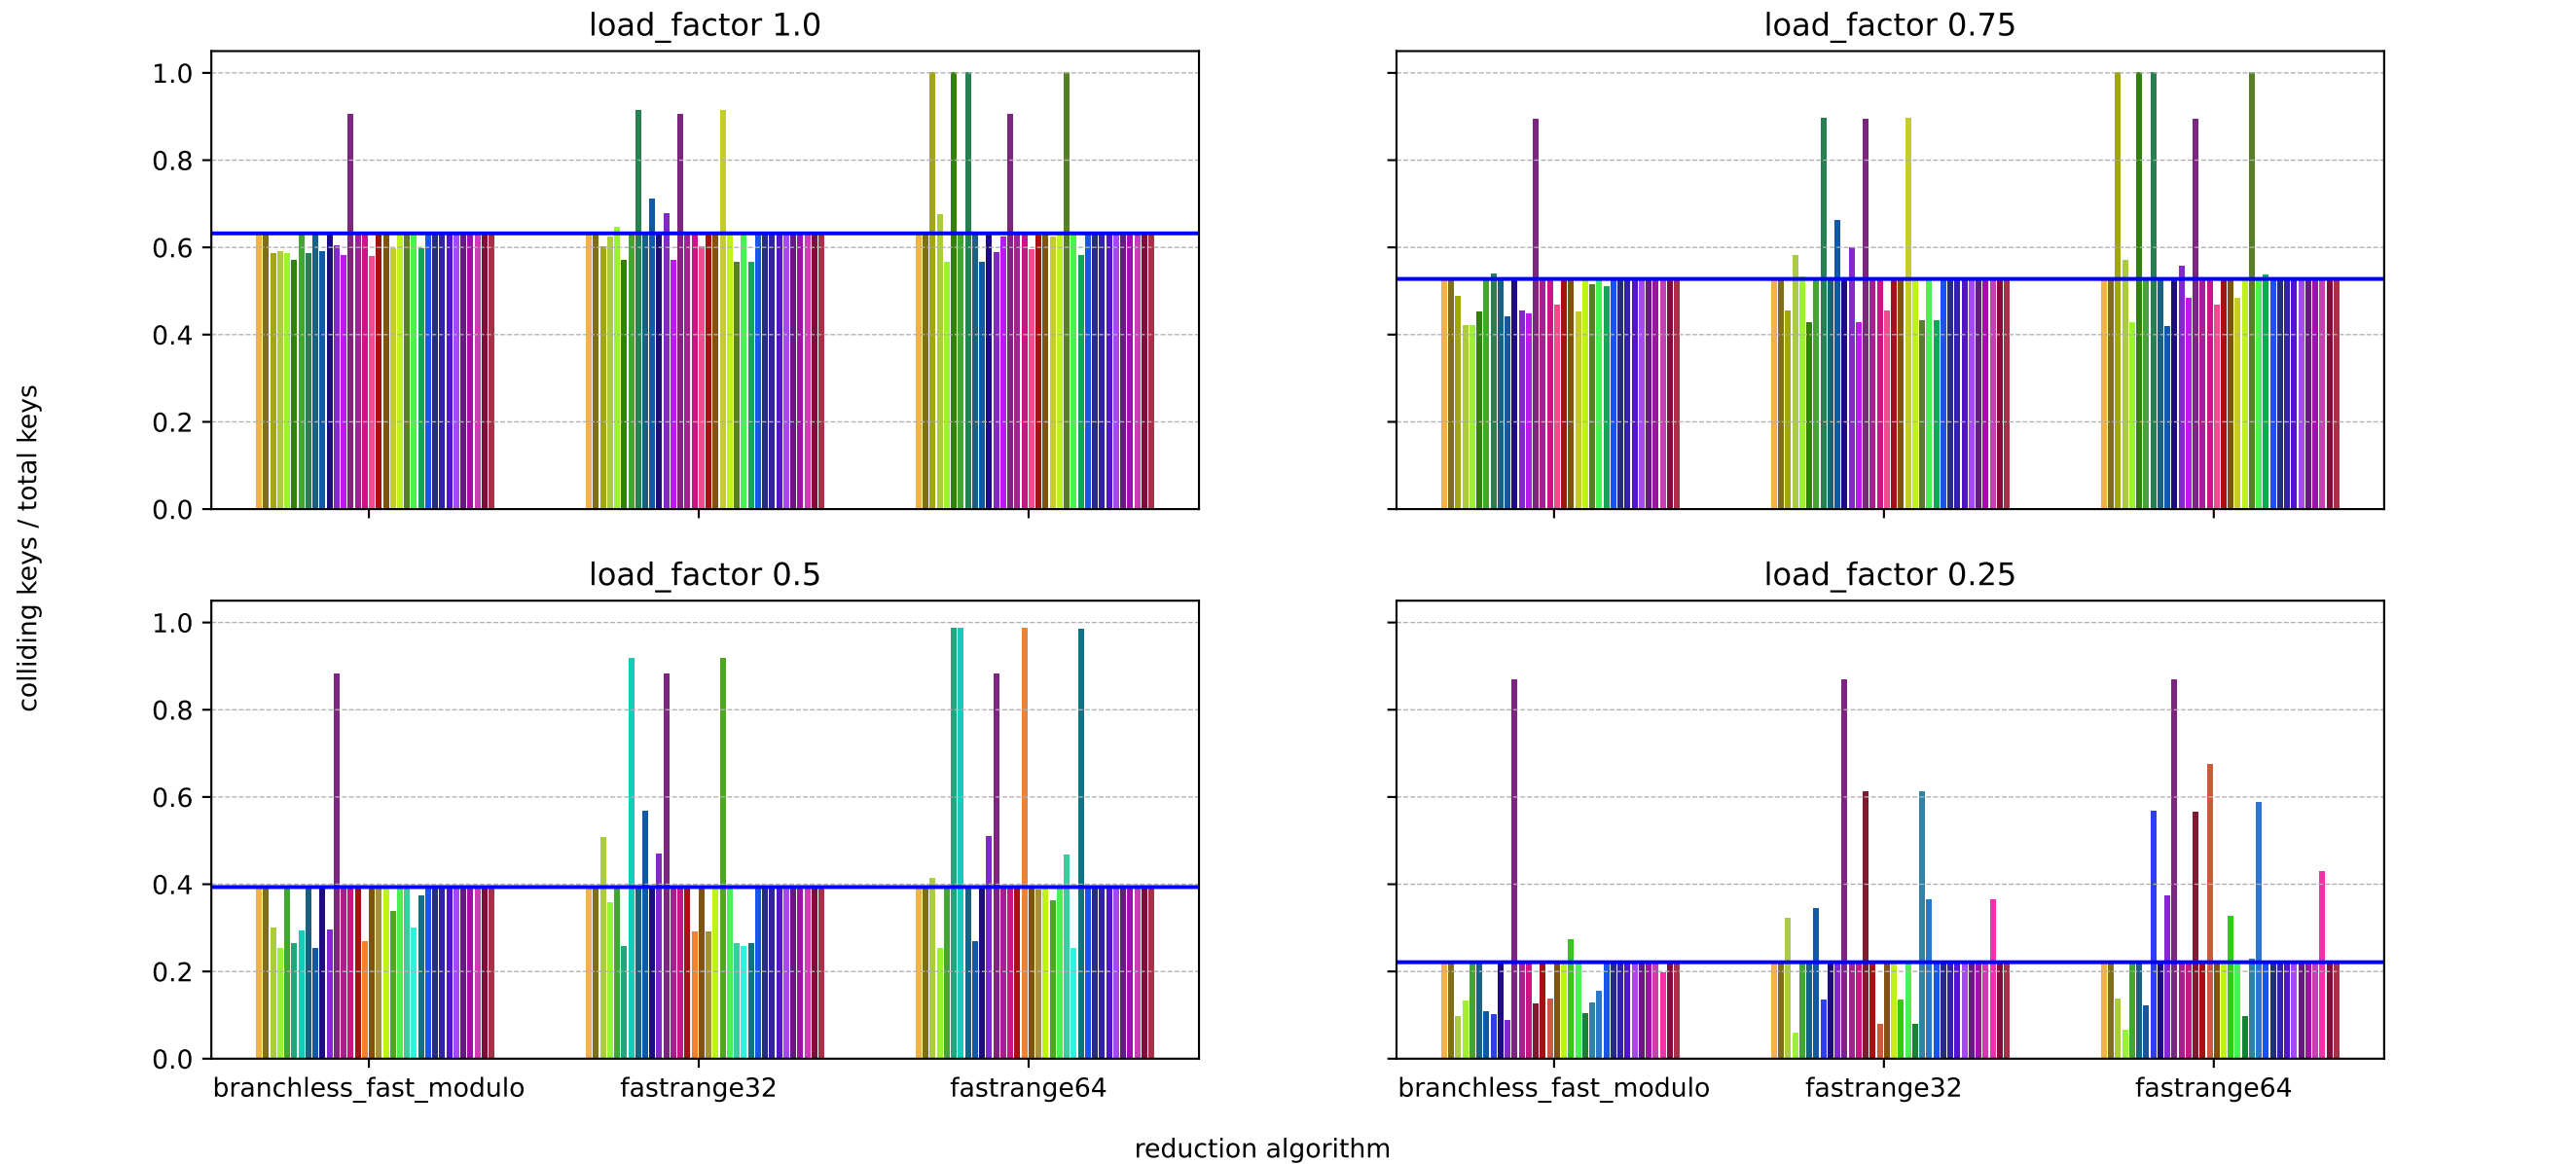 load_factor 1.0
load_factor 0.75
1.0
0.8
0.6
0.4
0.2
0.0
colliding keys / total keys
load_factor 0.5
load_factor 0.25
1.0
0.8
0.6
0.4
0.2
0.0
branchless_fast_modulo
fastrange32
fastrange64
branchless_fast_modulo
fastrange32
fastrange64
reduction algorithm